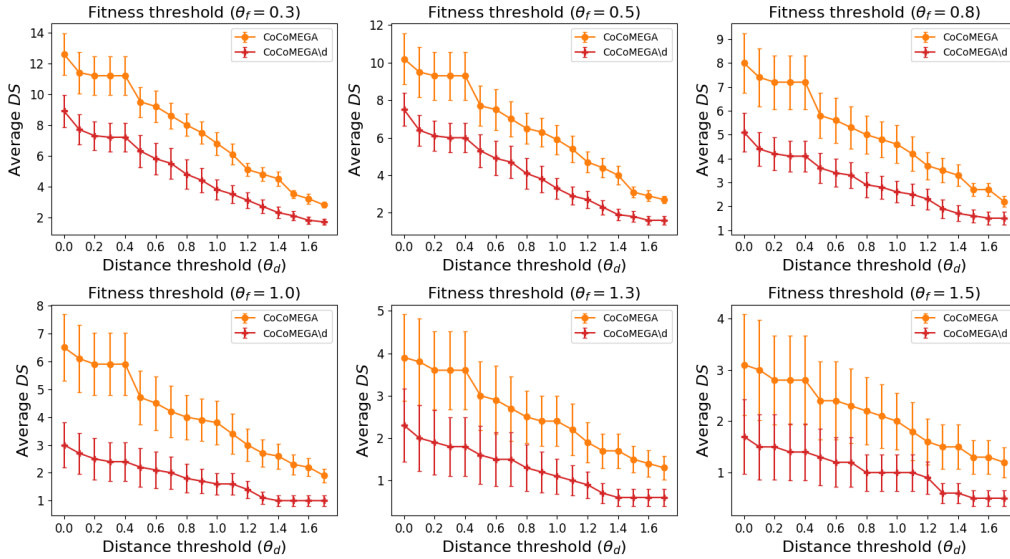 Fitness threshold (θ_f = 0.3)
Fitness threshold (θ_f = 0.5)
Fitness threshold (θ_f = 0.8)
CoCoMEGA
CoCoMEGA\d
CoCoMEGA
CoCoMEGA\d
CoCoMEGA
CoCoMEGA\d
Average DS
14
12
10
8
6
4
2
Average DS
12
10
8
6
4
2
Average DS
9
8
7
6
5
4
3
2
1
0.0 0.2 0.4 0.6 0.8 1.0 1.2 1.4 1.6
0.0 0.2 0.4 0.6 0.8 1.0 1.2 1.4 1.6
0.0 0.2 0.4 0.6 0.8 1.0 1.2 1.4 1.6
Distance threshold (θ_d)
Distance threshold (θ_d)
Distance threshold (θ_d)
Fitness threshold (θ_f = 1.0)
Fitness threshold (θ_f = 1.3)
Fitness threshold (θ_f = 1.5)
CoCoMEGA
CoCoMEGA\d
CoCoMEGA
CoCoMEGA\d
CoCoMEGA
CoCoMEGA\d
Average DS
8
7
6
5
4
3
2
1
Average DS
5
4
3
2
1
Average DS
4
3
2
1
0.0 0.2 0.4 0.6 0.8 1.0 1.2 1.4 1.6
0.0 0.2 0.4 0.6 0.8 1.0 1.2 1.4 1.6
0.0 0.2 0.4 0.6 0.8 1.0 1.2 1.4 1.6
Distance threshold (θ_d)
Distance threshold (θ_d)
Distance threshold (θ_d)